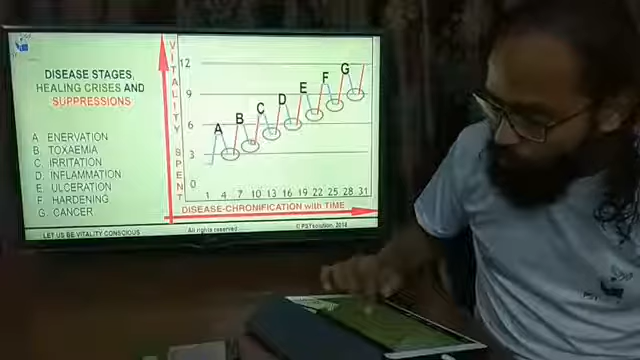 DISEASE STAGES,
HEALING CRISES AND
SUPPRESSIONS
A ENERVATION
B. TOXAEMIA
C. IRRITATION
D. INFLAMMATION
E. ULCERATION
F. HARDENING
G. CANCER
LET US BE VITALITY CONSCIOUS
VITALITY SPENT
12
9
6
3
0
A
B
C
D
E
F
G
1 4 7 10 13 16 19 22 25 28 31
DISEASE-CHRONIFICATION with TIME
All rights reserved